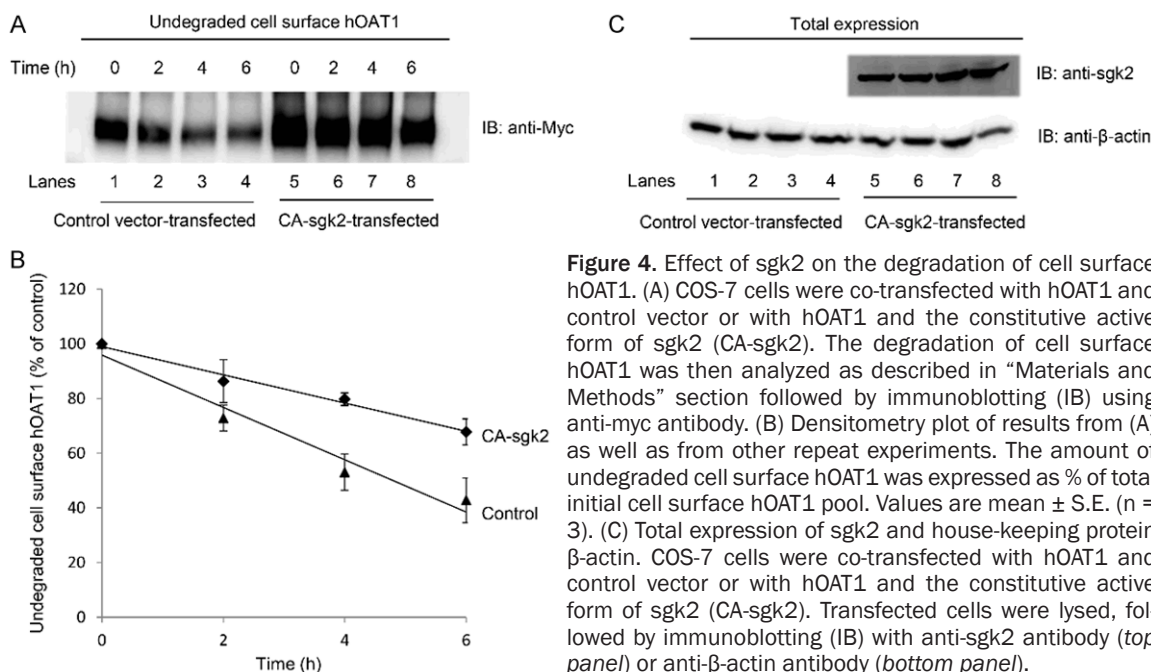 A
Undegraded cell surface hOAT1
Time (h) 0 2 4 6 0 2 4 6
IB: anti-Myc
Lanes 1 2 3 4 5 6 7 8
Control vector-transfected CA-sgk2-transfected
B
Undegraded cell surface hOAT1 (% of control)
120
100
80
60
40
20
0
0 2 4 6
Time (h)
CA-sgk2
Control
C
Total expression
IB: anti-sgk2
IB: anti-β-actin
Lanes 1 2 3 4 5 6 7 8
Control vector-transfected CA-sgk2-transfected
Figure 4. Effect of sgk2 on the degradation of cell surface
hOAT1. (A) COS-7 cells were co-transfected with hOAT1 and
control vector or with hOAT1 and the constitutive active
form of sgk2 (CA-sgk2). The degradation of cell surface
hOAT1 was then analyzed as described in “Materials and
Methods” section followed by immunoblotting (IB) using
anti-myc antibody. (B) Densitometry plot of results from (A)
as well as from other repeat experiments. The amount of
undegraded cell surface hOAT1 was expressed as % of total
initial cell surface hOAT1 pool. Values are mean ± S.E. (n =
3). (C) Total expression of sgk2 and house-keeping protein
β-actin. COS-7 cells were co-transfected with hOAT1 and
control vector or with hOAT1 and the constitutive active
form of sgk2 (CA-sgk2). Transfected cells were lysed, fol-
lowed by immunoblotting (IB) with anti-sgk2 antibody (top
panel) or anti-β-actin antibody (bottom panel).